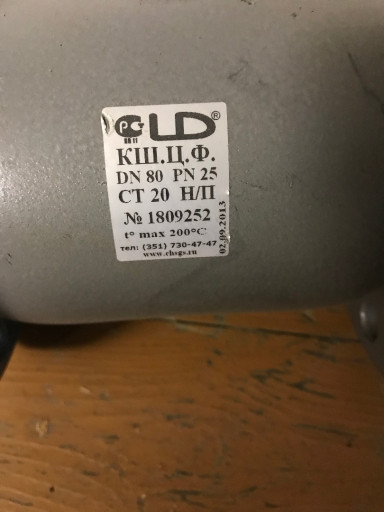 РСТ LD®
КШ.Ц.Ф.
DN 80 PN 25
СТ 20 Н/П
№ 1809252
t° max 200°C
тел: (351) 730-47-47
www.chsgs.ru
02.09.2013